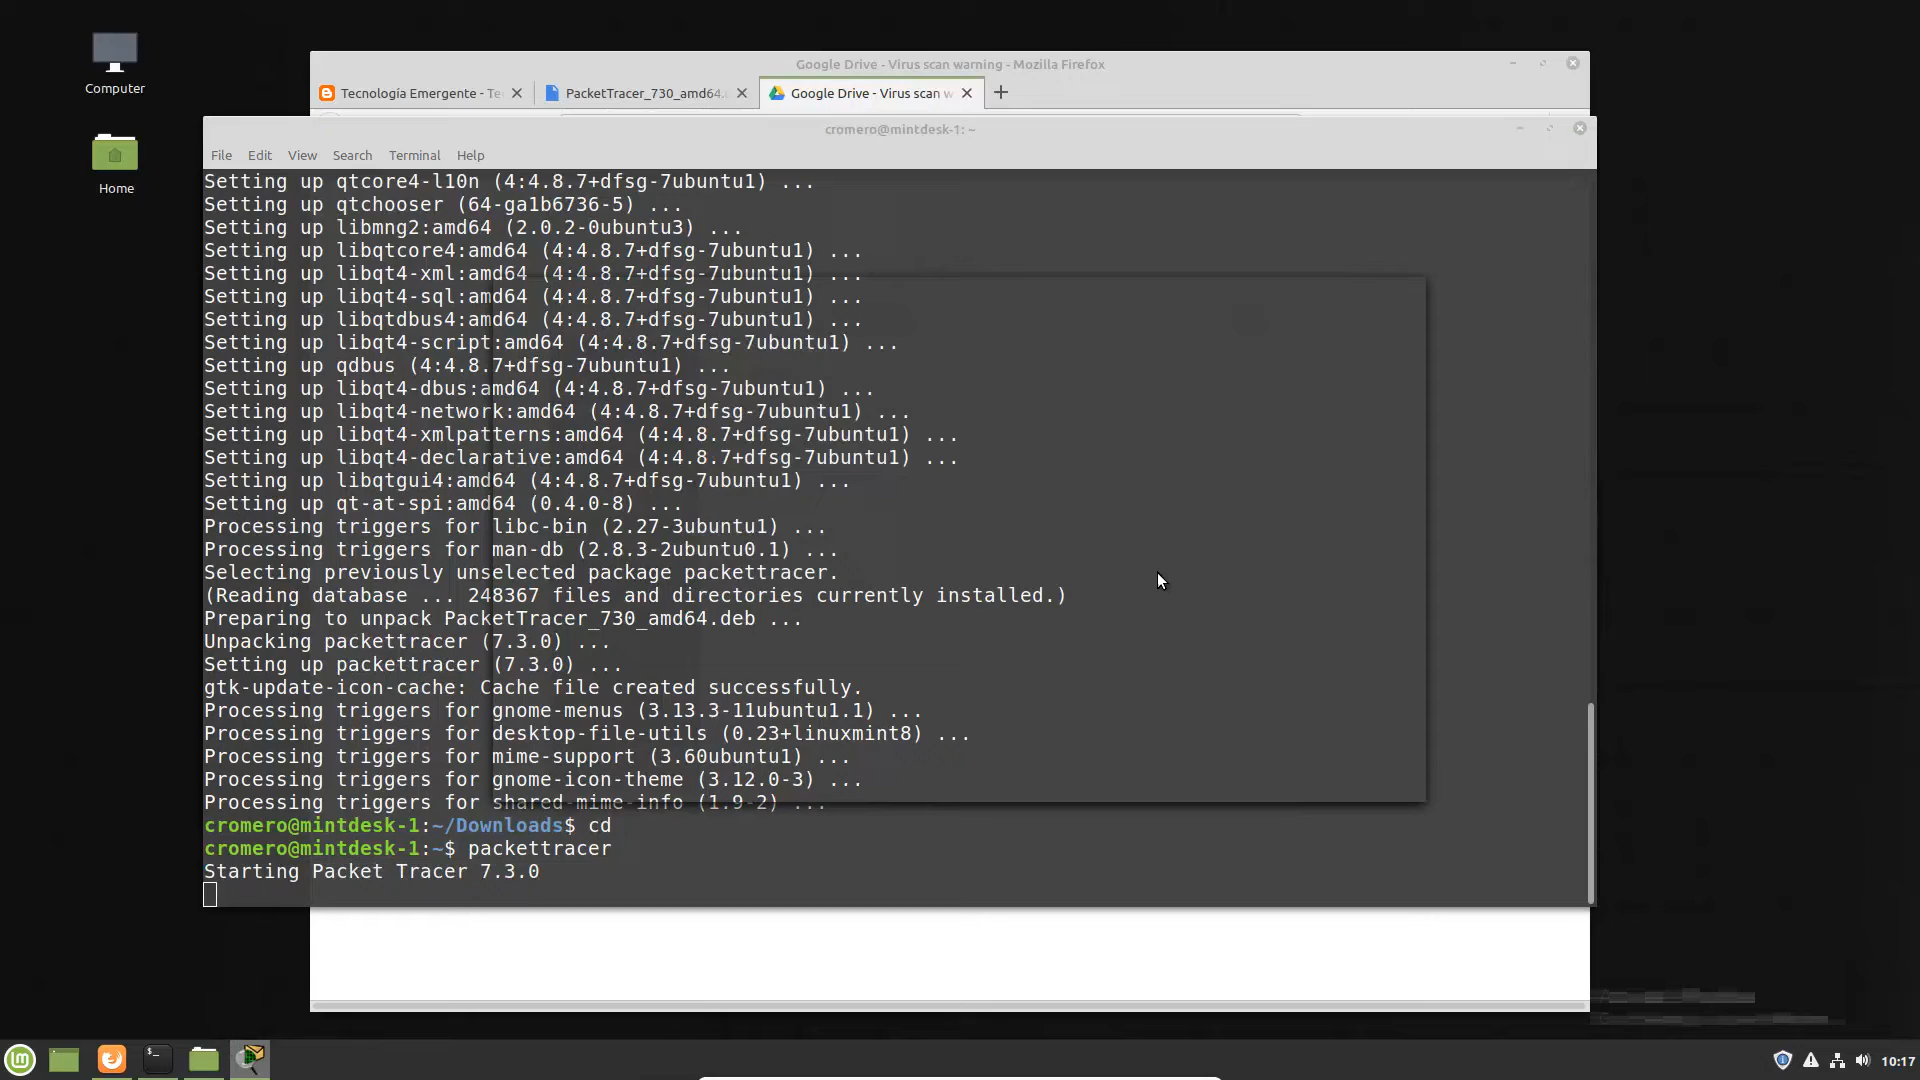 Computer
Home
Google Drive - Virus scan warning - Mozilla Firefox
Tecnología Emergente - Te
PacketTracer_730_amd64.
Google Drive - Virus scan w
cromero@mintdesk-1: ~
File Edit View Search Terminal Help
Setting up qtcore4-l10n (4:4.8.7+dfsg-7ubuntu1) ...
Setting up qtchooser (64-ga1b6736-5) ...
Setting up libmng2:amd64 (2.0.2-0ubuntu3) ...
Setting up libqtcore4:amd64 (4:4.8.7+dfsg-7ubuntu1) ...
Setting up libqt4-xml:amd64 (4:4.8.7+dfsg-7ubuntu1) ...
Setting up libqt4-sql:amd64 (4:4.8.7+dfsg-7ubuntu1) ...
Setting up libqtdbus4:amd64 (4:4.8.7+dfsg-7ubuntu1) ...
Setting up libqt4-script:amd64 (4:4.8.7+dfsg-7ubuntu1) ...
Setting up qdbus (4:4.8.7+dfsg-7ubuntu1) ...
Setting up libqt4-dbus:amd64 (4:4.8.7+dfsg-7ubuntu1) ...
Setting up libqt4-network:amd64 (4:4.8.7+dfsg-7ubuntu1) ...
Setting up libqt4-xmlpatterns:amd64 (4:4.8.7+dfsg-7ubuntu1) ...
Setting up libqt4-declarative:amd64 (4:4.8.7+dfsg-7ubuntu1) ...
Setting up libqtgui4:amd64 (4:4.8.7+dfsg-7ubuntu1) ...
Setting up qt-at-spi:amd64 (0.4.0-8) ...
Processing triggers for libc-bin (2.27-3ubuntu1) ...
Processing triggers for man-db (2.8.3-2ubuntu0.1) ...
Selecting previously unselected package packettracer.
(Reading database ... 248367 files and directories currently installed.)
Preparing to unpack PacketTracer_730_amd64.deb ...
Unpacking packettracer (7.3.0) ...
Setting up packettracer (7.3.0) ...
gtk-update-icon-cache: Cache file created successfully.
Processing triggers for gnome-menus (3.13.3-11ubuntu1.1) ...
Processing triggers for desktop-file-utils (0.23+linuxmint8) ...
Processing triggers for mime-support (3.60ubuntu1) ...
Processing triggers for gnome-icon-theme (3.12.0-3) ...
Processing triggers for shared-mime-info (1.9-2) ...
cromero@mintdesk-1:~/Downloads$ cd
cromero@mintdesk-1:~$ packettracer
Starting Packet Tracer 7.3.0
10:17